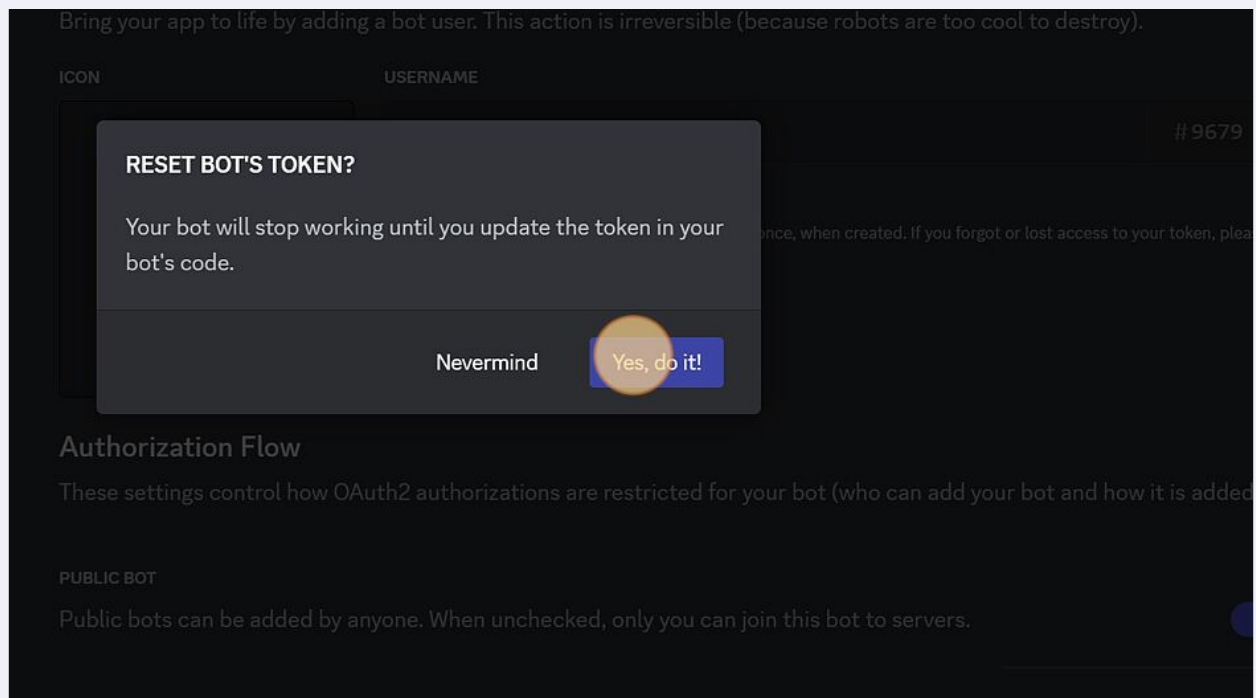 Bring your app to life by adding a bot user. This action is irreversible (because robots are too cool to destroy).
ICON
USERNAME
#9679
RESET BOT'S TOKEN?
Your bot will stop working until you update the token in your
bot's code.
once, when created. If you forgot or lost access to your token,
Nevermind
Yes, do it!
Authorization Flow
These settings control how OAuth2 authorizations are restricted for your bot (who can add your bot and how it is added
PUBLIC BOT
Public bots can be added by anyone. When unchecked, only you can join this bot to servers.